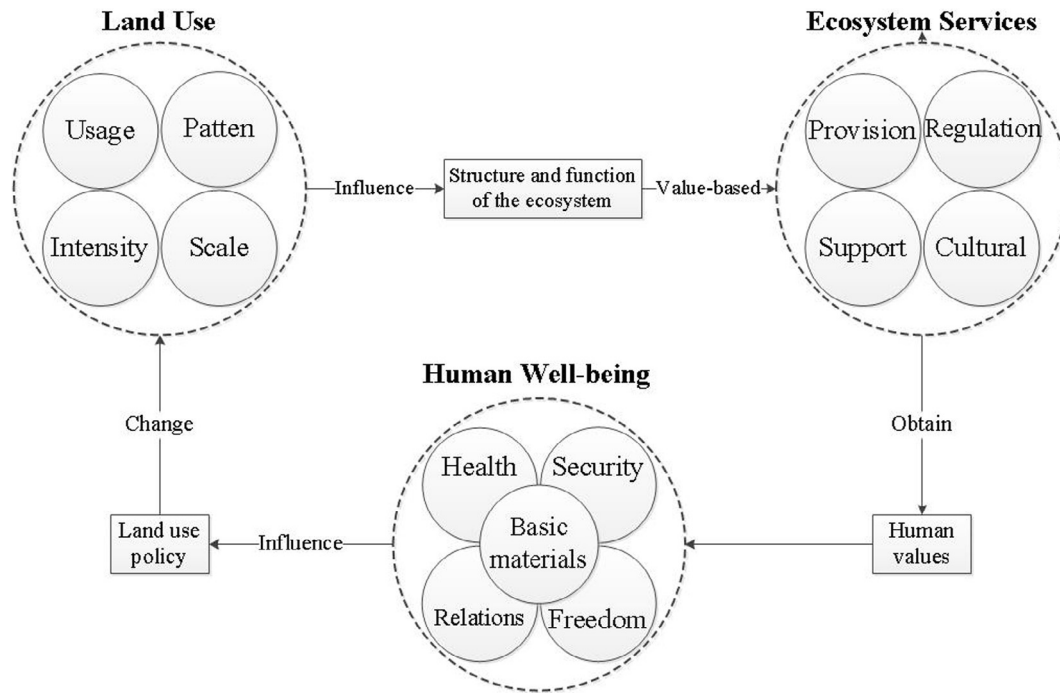 Land Use
Ecosystem Services
Usage
Patten
Intensity
Scale
Influence
Structure and function
of the ecosystem
Value-based
Provision
Regulation
Support
Cultural
Obtain
Human
values
Human Well-being
Health
Security
Basic
materials
Relations
Freedom
Influence
Land use
policy
Change